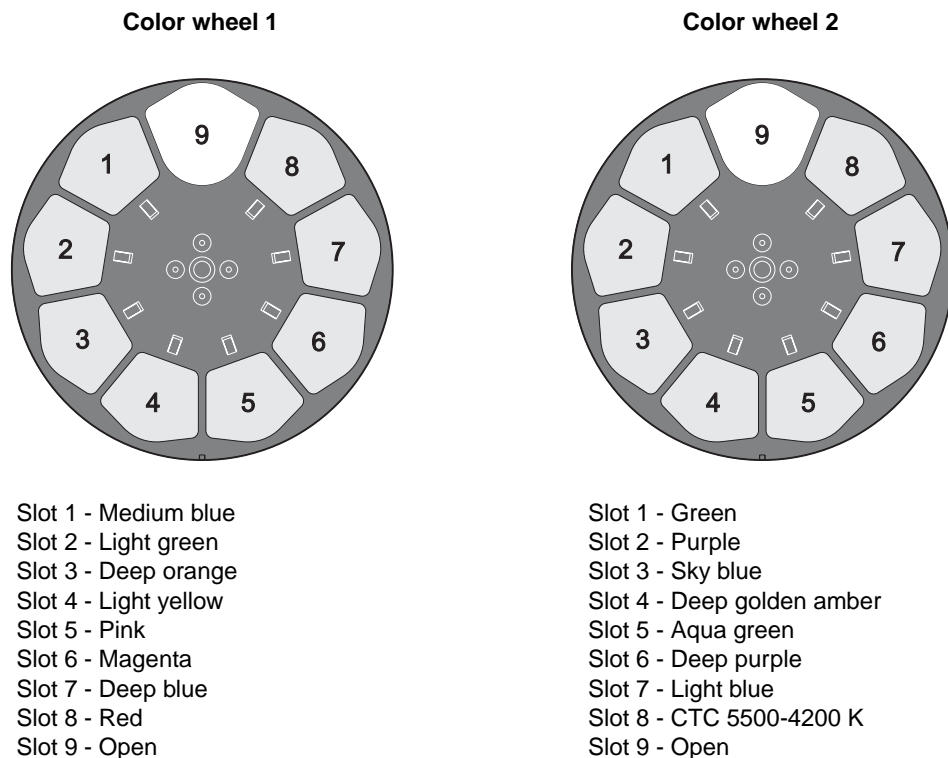 Color wheel 1
9
1
8
2
7
3
6
4
5
Slot 1 - Medium blue
Slot 2 - Light green
Slot 3 - Deep orange
Slot 4 - Light yellow
Slot 5 - Pink
Slot 6 - Magenta
Slot 7 - Deep blue
Slot 8 - Red
Slot 9 - Open
Color wheel 2
9
1
8
2
7
3
6
4
5
Slot 1 - Green
Slot 2 - Purple
Slot 3 - Sky blue
Slot 4 - Deep golden amber
Slot 5 - Aqua green
Slot 6 - Deep purple
Slot 7 - Light blue
Slot 8 - CTC 5500-4200 K
Slot 9 - Open